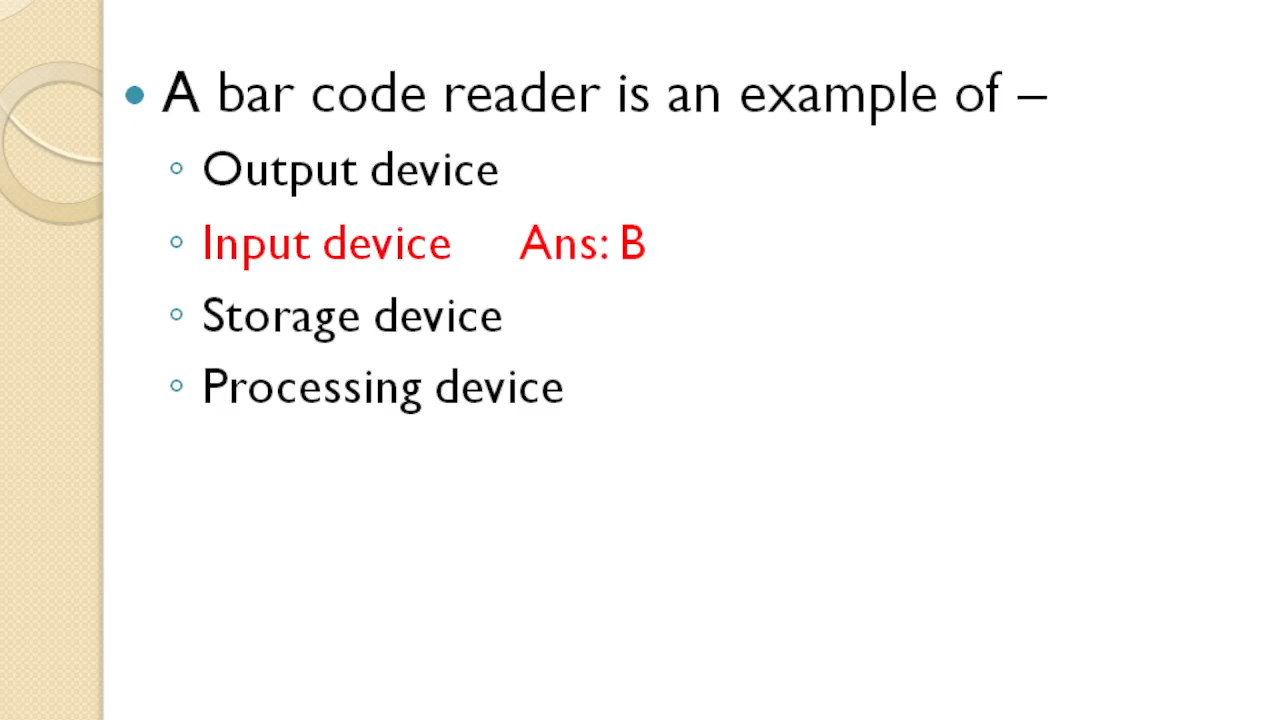 A bar code reader is an example of –
Output device
Input device Ans: B
Storage device
Processing device